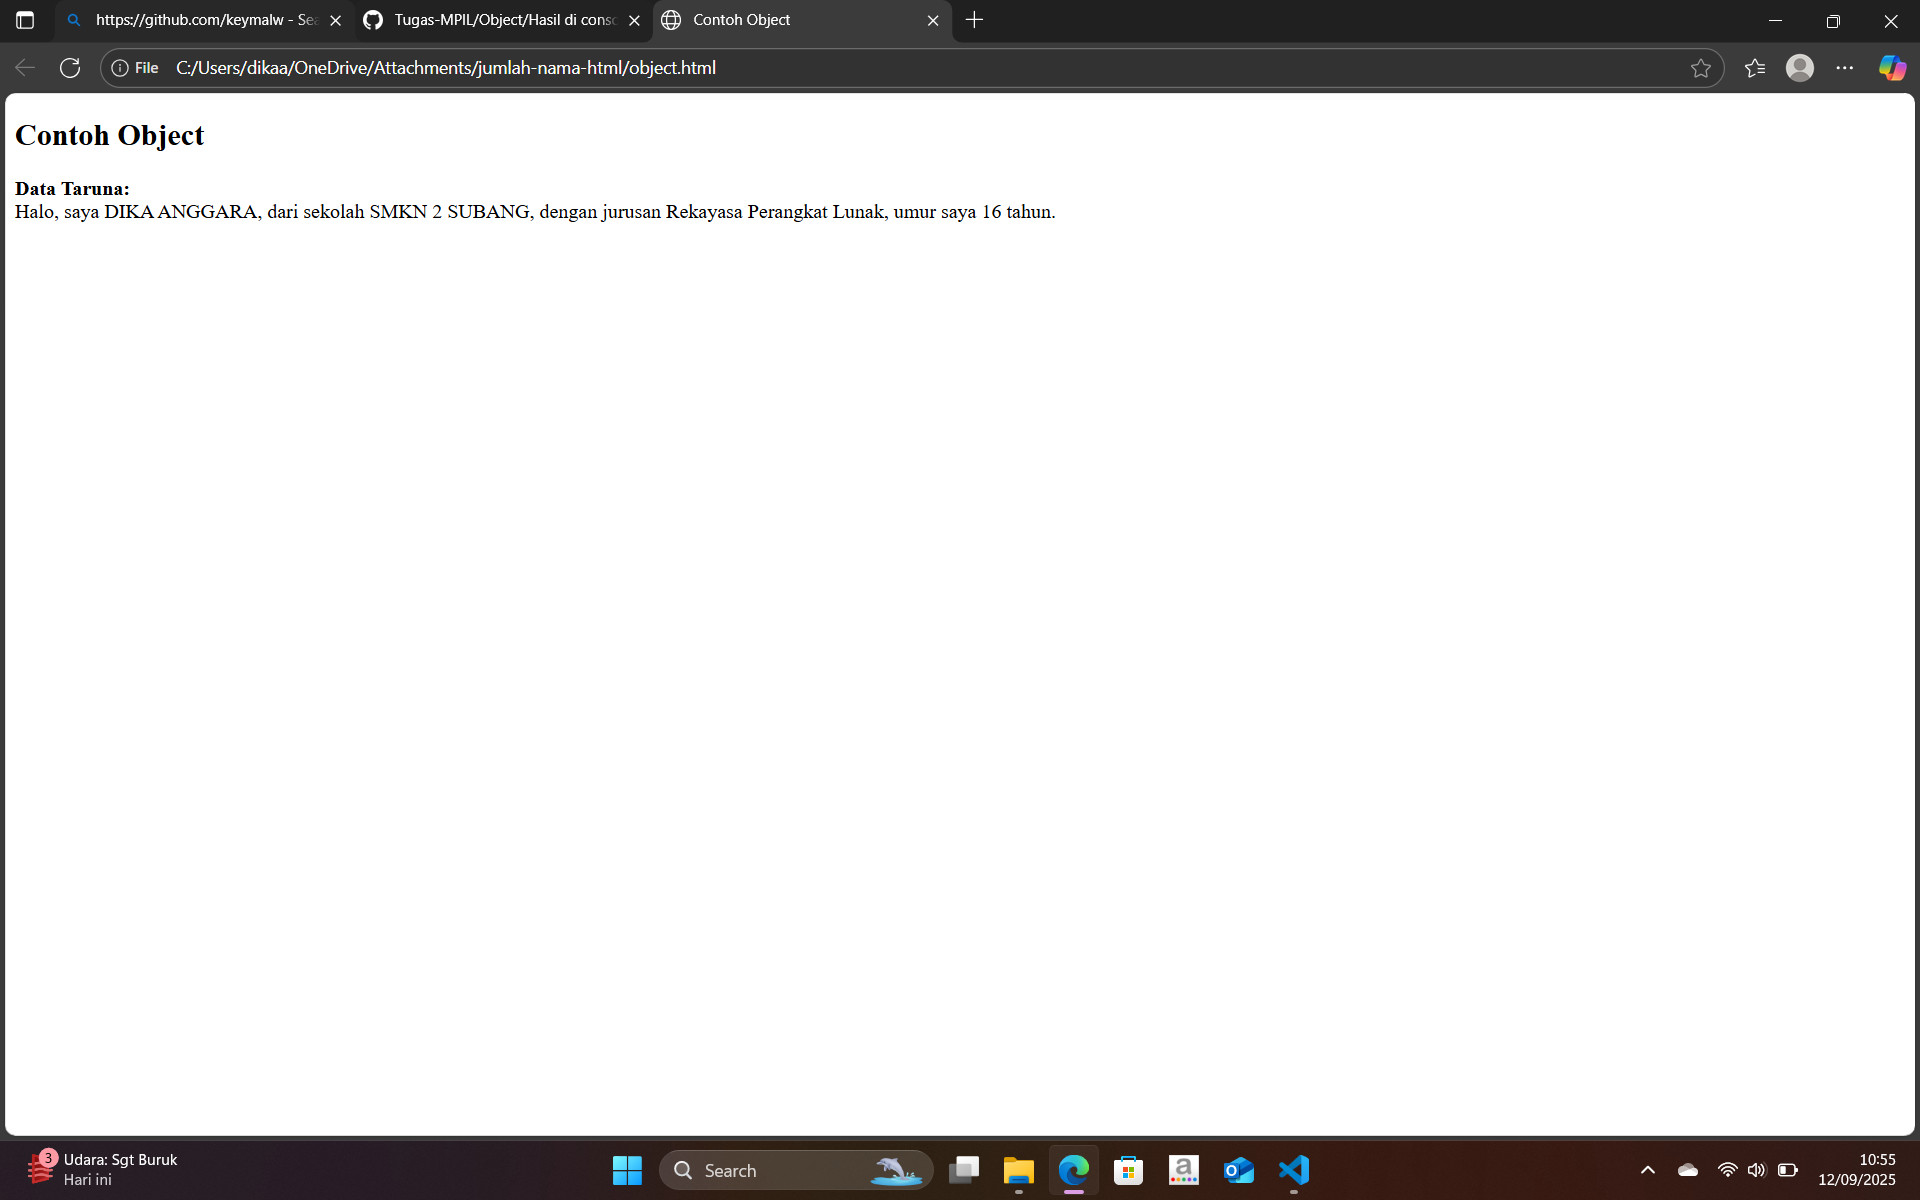 https://github.com/keymalw - Sea
Tugas-MPIL/Object/Hasil di conso
Contoh Object
File
C:/Users/dikaa/OneDrive/Attachments/jumlah-nama-html/object.html
Contoh Object
Data Taruna:
Halo, saya DIKA ANGGARA, dari sekolah SMKN 2 SUBANG, dengan jurusan Rekayasa Perangkat Lunak, umur saya 16 tahun.
3
Udara: Sgt Buruk
Hari ini
Search
10:55
12/09/2025